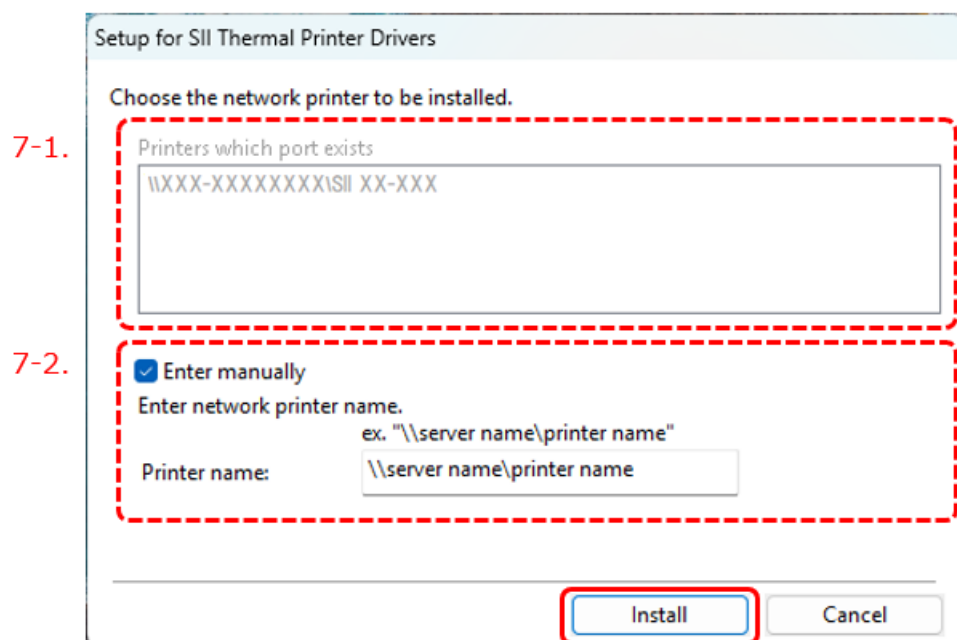 Setup for SII Thermal Printer Drivers
Choose the network printer to be installed.
7-1.
Printers which port exists
\\XXX-XXXXXXXX\SII XX-XXX
7-2.
Enter manually
Enter network printer name.
ex. "\\server name\printer name"
Printer name: \\server name\printer name
Install Cancel